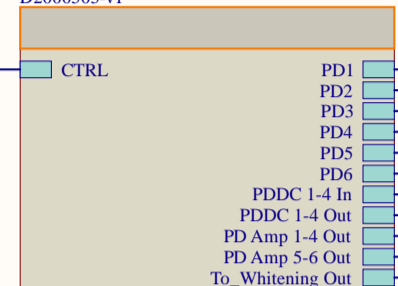 CTRL
PD1
PD2
PD3
PD4
PD5
PD6
PDDC 1-4 In
PDDC 1-4 Out
PD Amp 1-4 Out
PD Amp 5-6 Out
To_Whitening Out